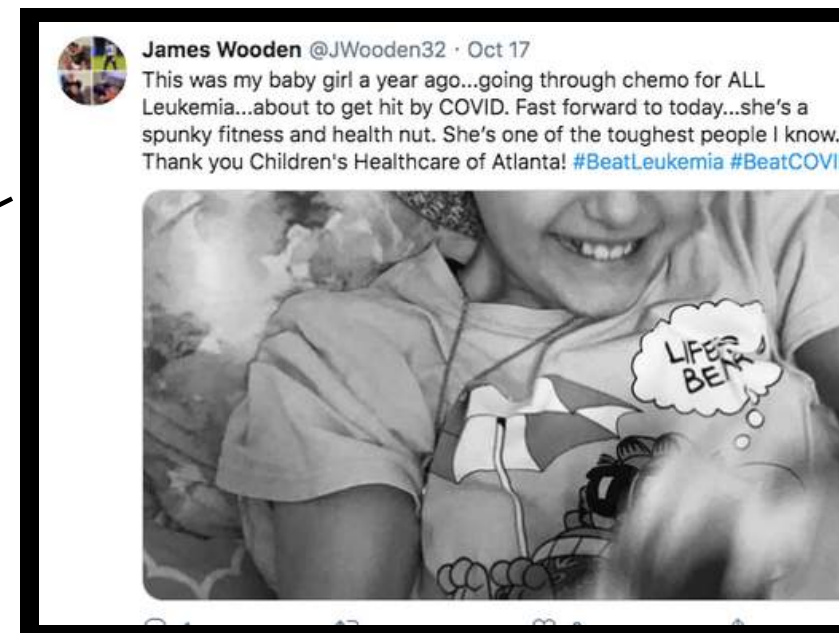 James Wooden @JWooden32 · Oct 17
This was my baby girl a year ago...going through chemo for ALL
Leukemia...about to get hit by COVID. Fast forward to today...she's a
spunky fitness and health nut. She's one of the toughest people I know.
Thank you Children's Healthcare of Atlanta! #BeatLeukemia #BeatCOVI
LIFE'S